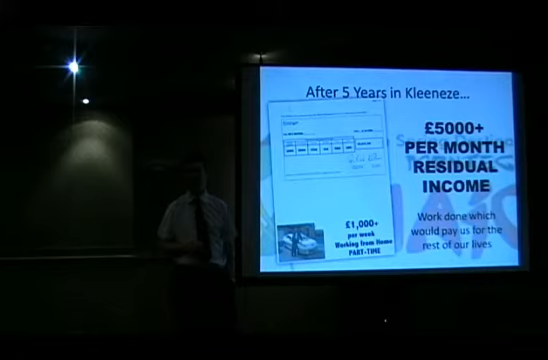 After 5 Years in Kleeneze...
£5000+
PER MONTH
RESIDUAL
INCOME
Work done which
would pay us for the
rest of our lives
£1,000+
per week
Working from Home
PART-TIME